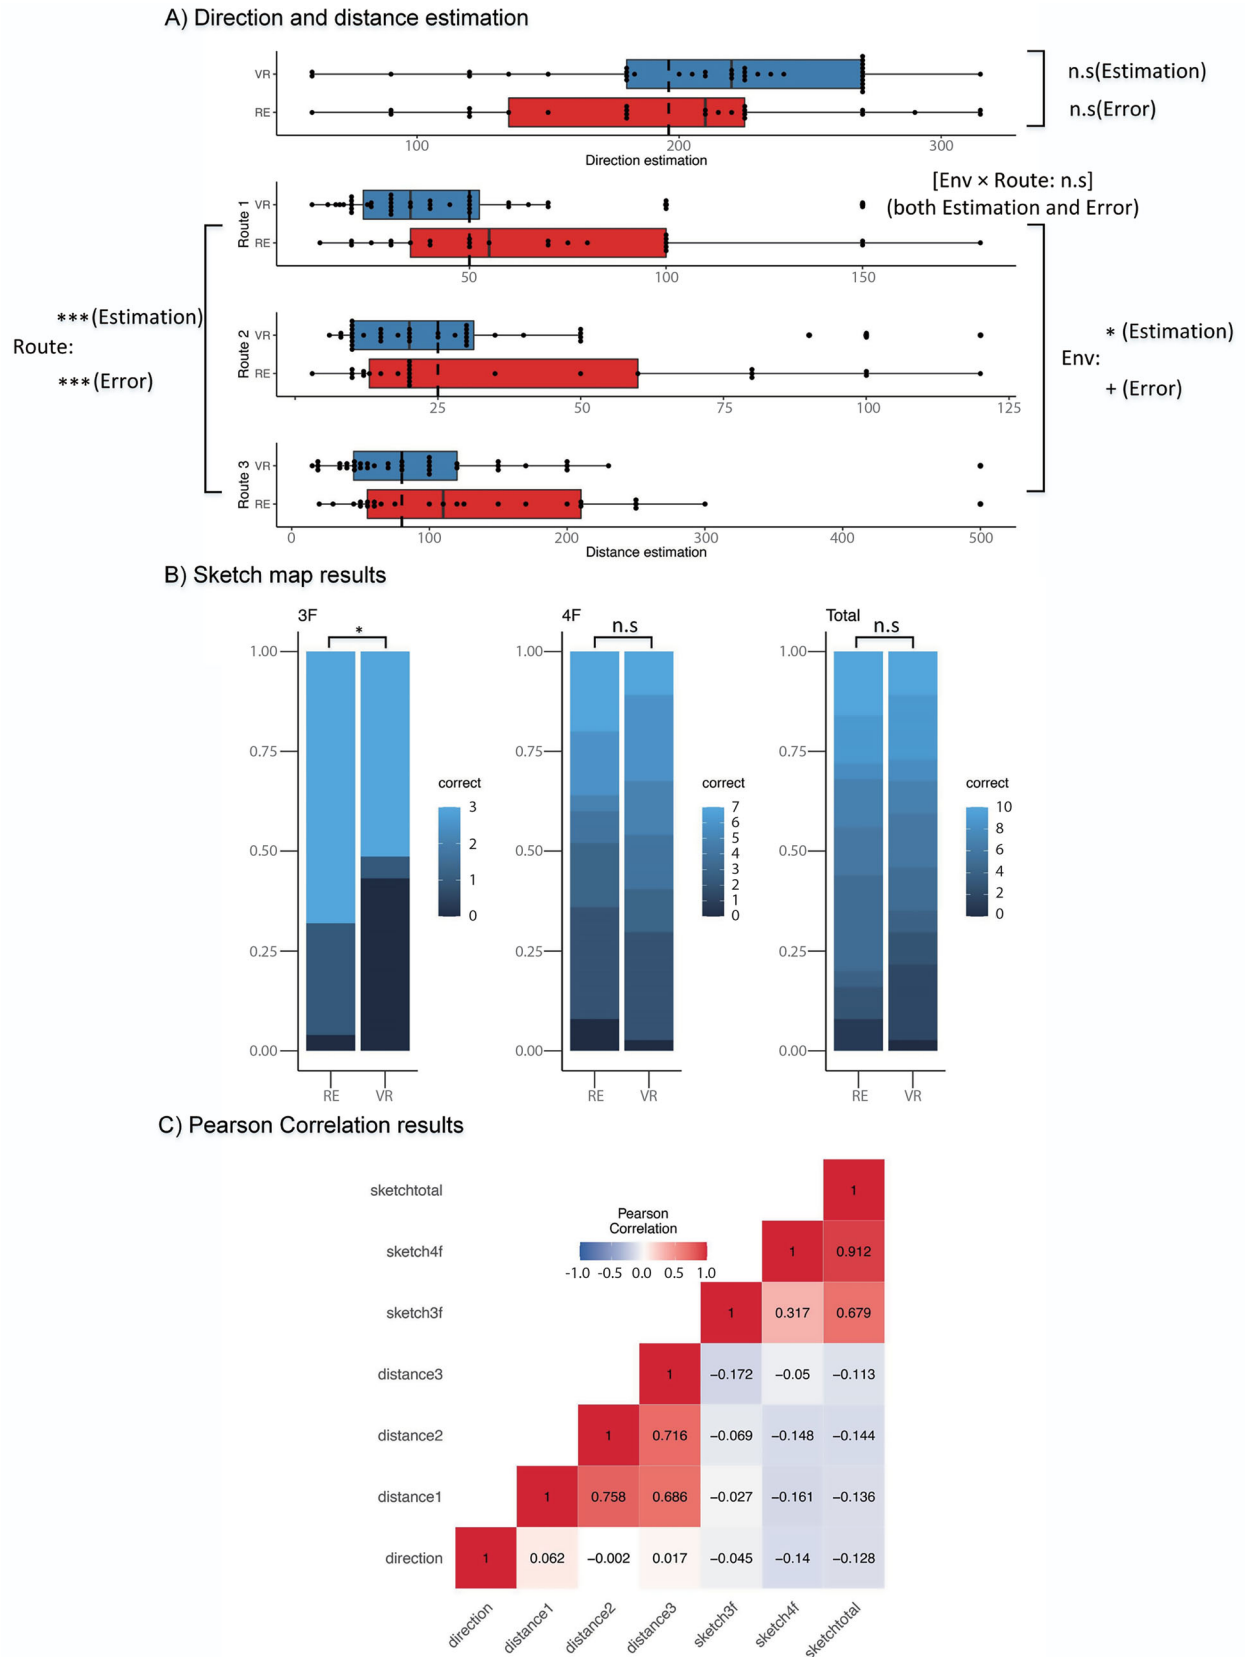 A) Direction and distance estimation
VR
RE
100 200 300
Direction estimation
n.s(Estimation)
n.s(Error)
[Env × Route: n.s]
(both Estimation and Error)
Route 1
VR
RE
50 100 150
Route 2
VR
RE
25 50 75 100 125
Route 3
VR
RE
0 100 200 300 400 500
Distance estimation
***(Estimation)
Route:
***(Error)
* (Estimation)
Env:
+ (Error)
B) Sketch map results
3F
*
1.00
0.75
0.50
0.25
0.00
RE VR
correct
3
2
1
0
4F
n.s
1.00
0.75
0.50
0.25
0.00
RE VR
correct
7
6
5
4
3
2
1
0
Total
n.s
1.00
0.75
0.50
0.25
0.00
RE VR
correct
10
8
6
4
2
0
C) Pearson Correlation results
Pearson
Correlation
-1.0 -0.5 0.0 0.5 1.0
sketchtotal 1
sketch4f 1 0.912
sketch3f 1 0.317 0.679
distance3 1 −0.172 −0.05 −0.113
distance2 1 0.716 −0.069 −0.148 −0.144
distance1 1 0.758 0.686 −0.027 −0.161 −0.136
direction 1 0.062 −0.002 0.017 −0.045 −0.14 −0.128
direction distance1 distance2 distance3 sketch3f sketch4f sketchtotal